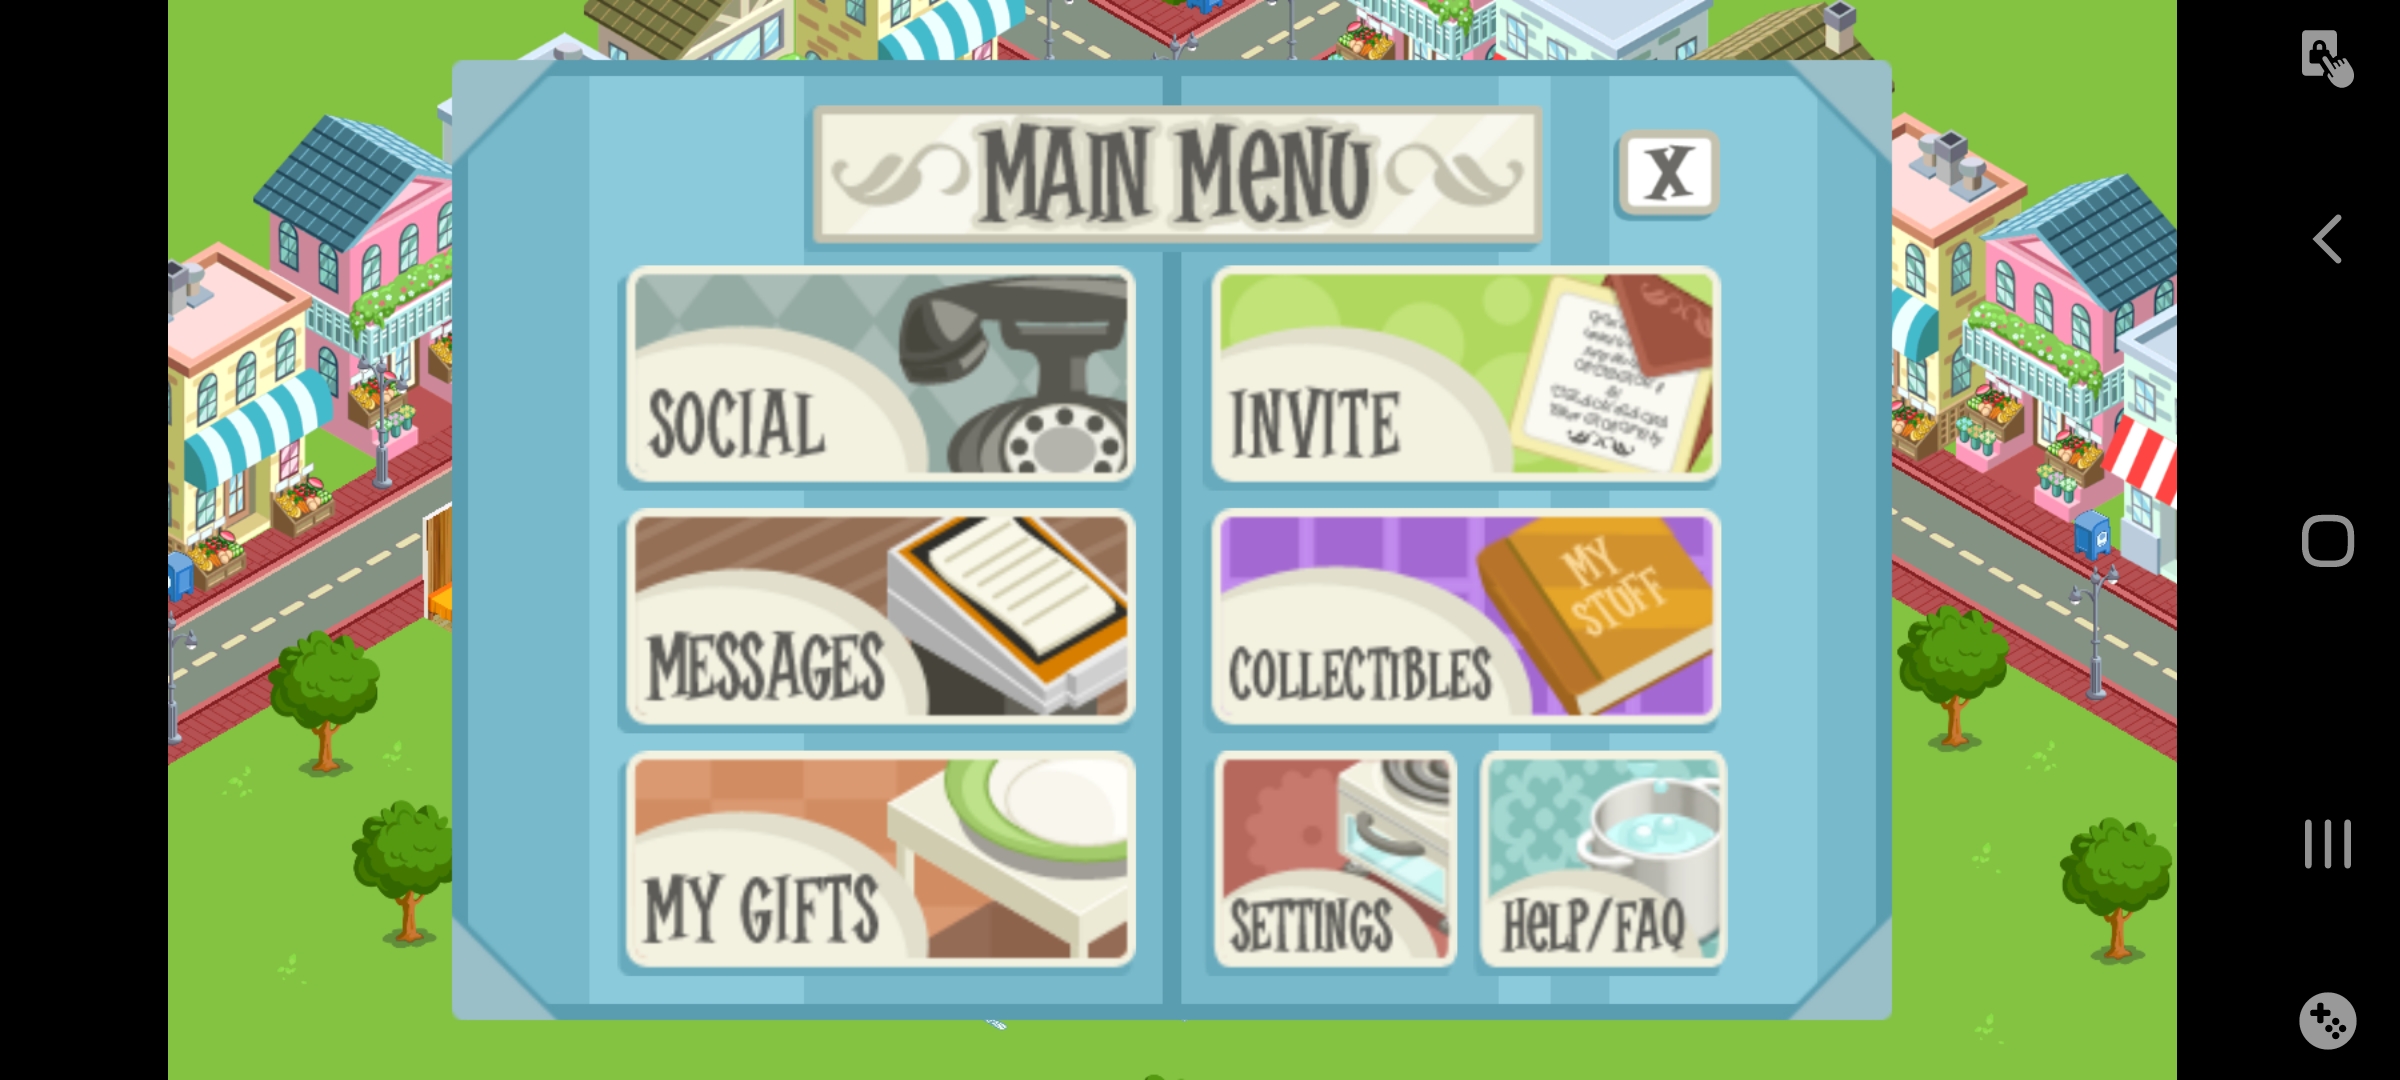 MAIN MENU
X
SOCIAL
INVITE
MESSAGES
MY
STUFF
COLLECTIBLES
MY GIFTS
SETTINGS
HELP/FAQ